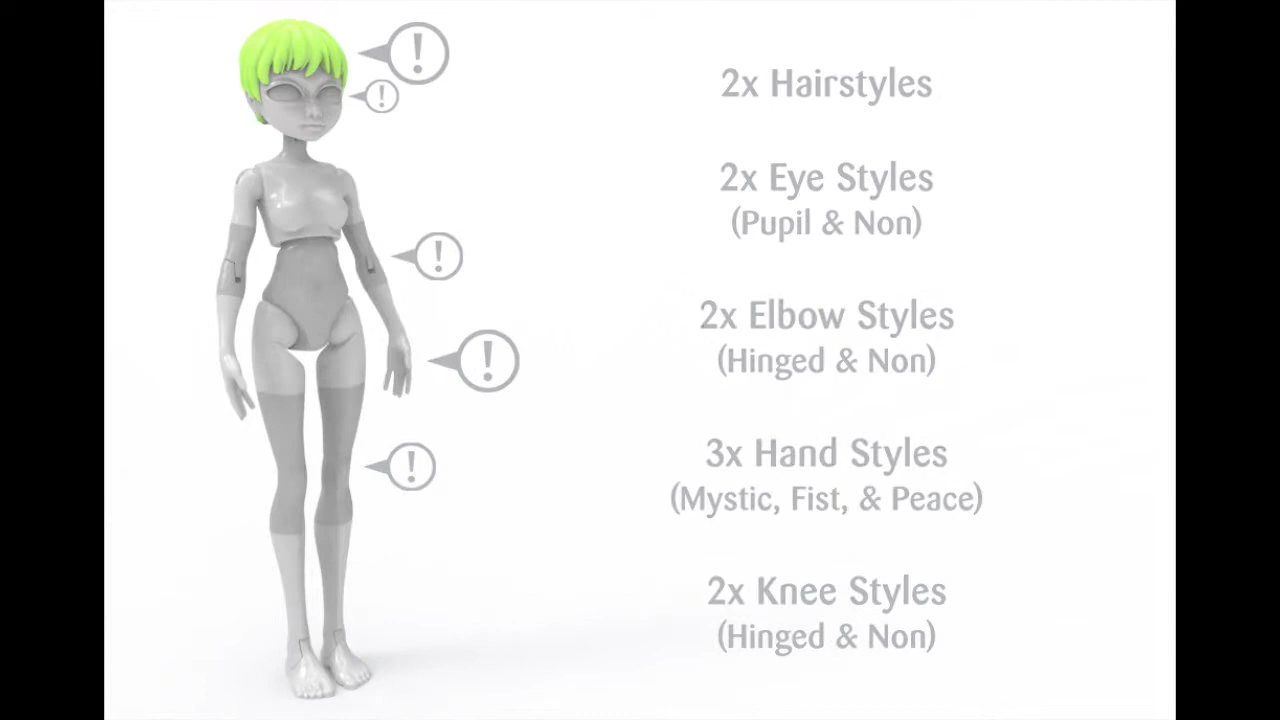 2x Hairstyles
2x Eye Styles
(Pupil & Non)
2x Elbow Styles
(Hinged & Non)
3x Hand Styles
(Mystic, Fist, & Peace)
2x Knee Styles
(Hinged & Non)
!
!
!
!
!